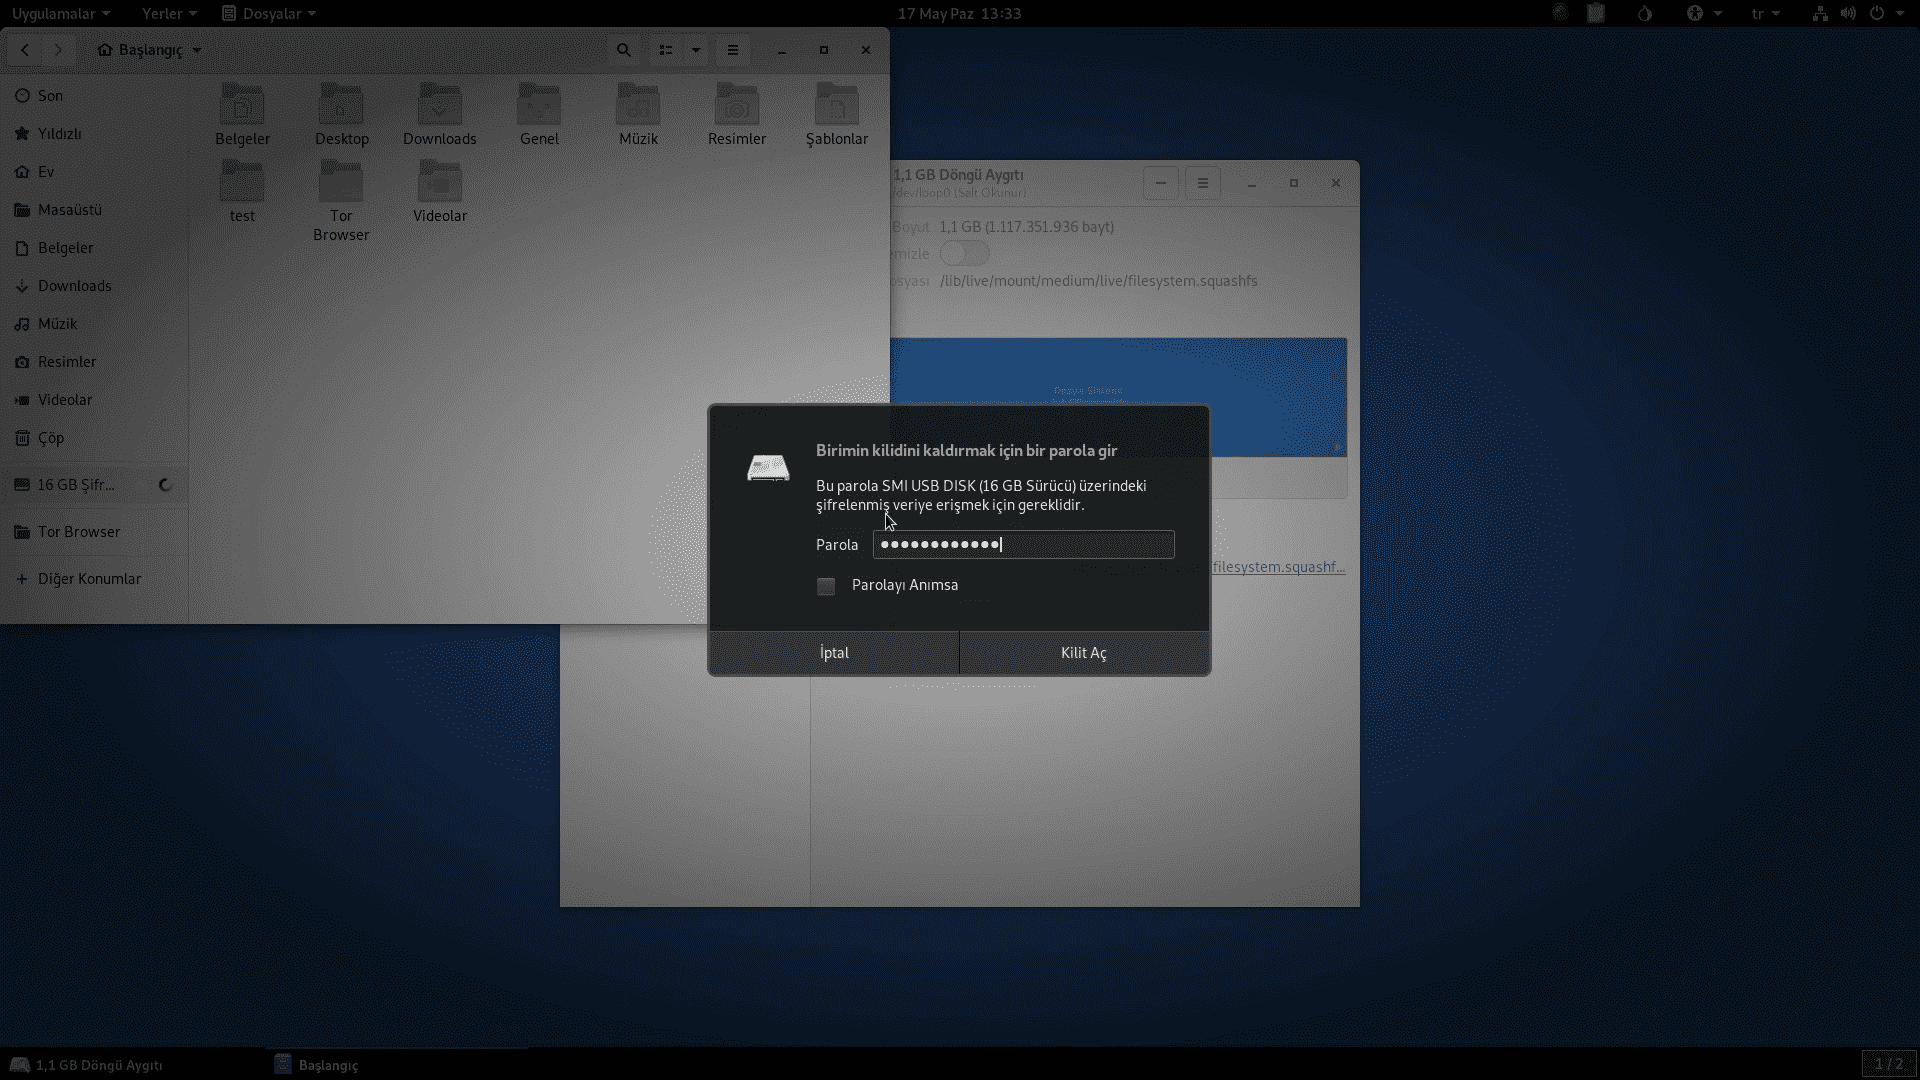 Uygulamalar
Yerler
Dosyalar
17 May Paz 13:33
tr
Başlangıç
Son
Yıldızlı
Ev
Masaüstü
Belgeler
Downloads
Müzik
Resimler
Videolar
Çöp
16 GB Şifr...
Tor Browser
+ Diğer Konumlar
Belgeler
Desktop
Downloads
Genel
Müzik
Resimler
Şablonlar
test
Tor
Browser
Videolar
1,1 GB Döngü Aygıtı
/dev/loop0 (Salt Okunur)
Boyut 1,1 GB (1.117.351.936 bayt)
emizle
osyası /lib/live/mount/medium/live/filesystem.squashfs
Dosya Sistemi
/filesystem.squashf...
Birimin kilidini kaldırmak için bir parola gir
Bu parola SMI USB DISK (16 GB Sürücü) üzerindeki
şifrelenmiş veriye erişmek için gereklidir.
Parola ●●●●●●●●●●●●
Parolayı Anımsa
İptal
Kilit Aç
1,1 GB Döngü Aygıtı
Başlangıç
1 / 2